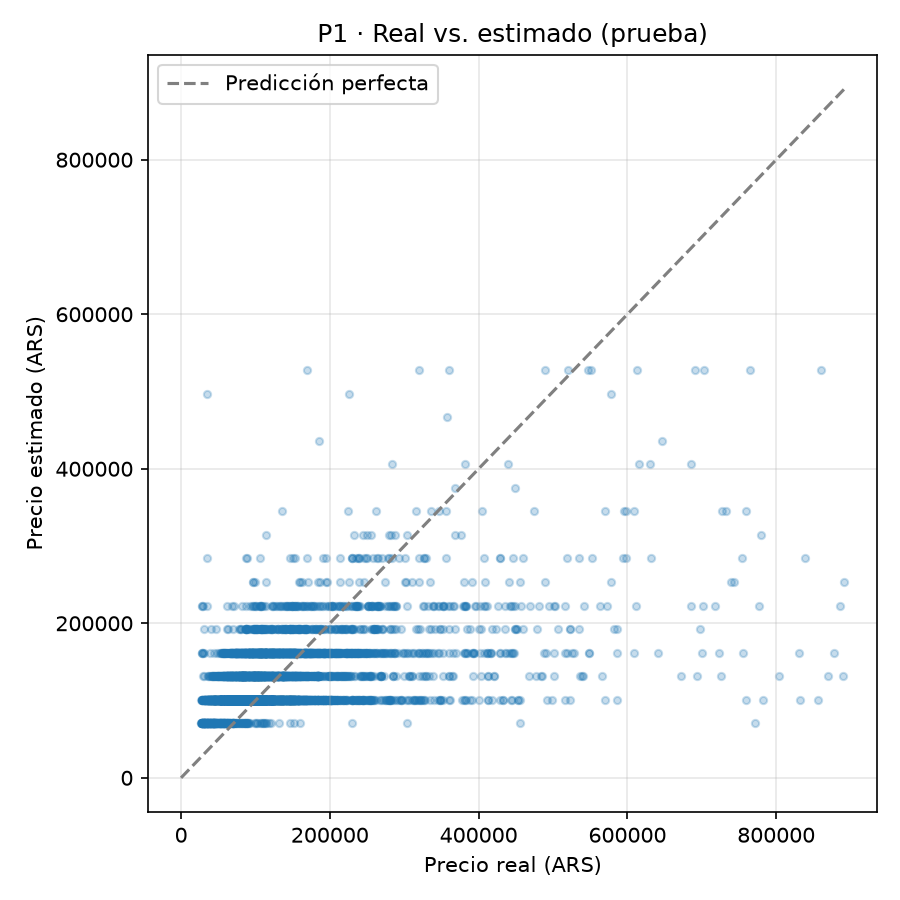 P1 · Real vs. estimado (prueba)
Predicción perfecta
Precio estimado (ARS)
800000
600000
400000
200000
0
0 200000 400000 600000 800000
Precio real (ARS)